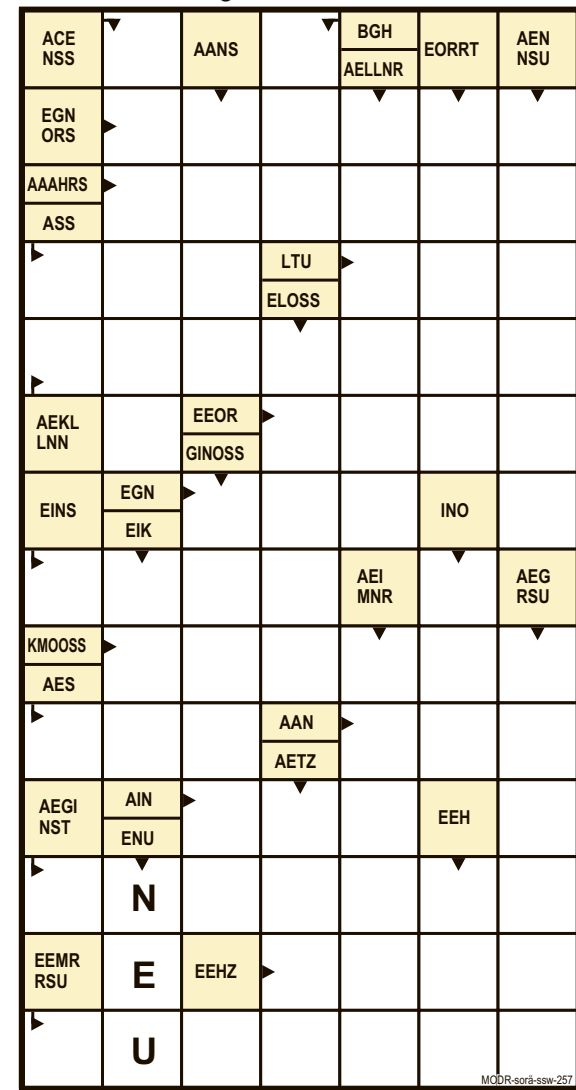 ACE
NSS
AANS
BGH
AELLNR
EORRT
AEN
NSU
EGN
ORS
AAAHRS
ASS
LTU
ELOSS
AEKL
LNN
EEOR
GINOSS
EINS
EGN
EIK
INO
AEI
MNR
AEG
RSU
KMOOSS
AES
AAN
AETZ
AEGI
NST
AIN
ENU
EEH
N
EEMR
RSU
E
EEHZ
U
MODR-sorä-ssw-257